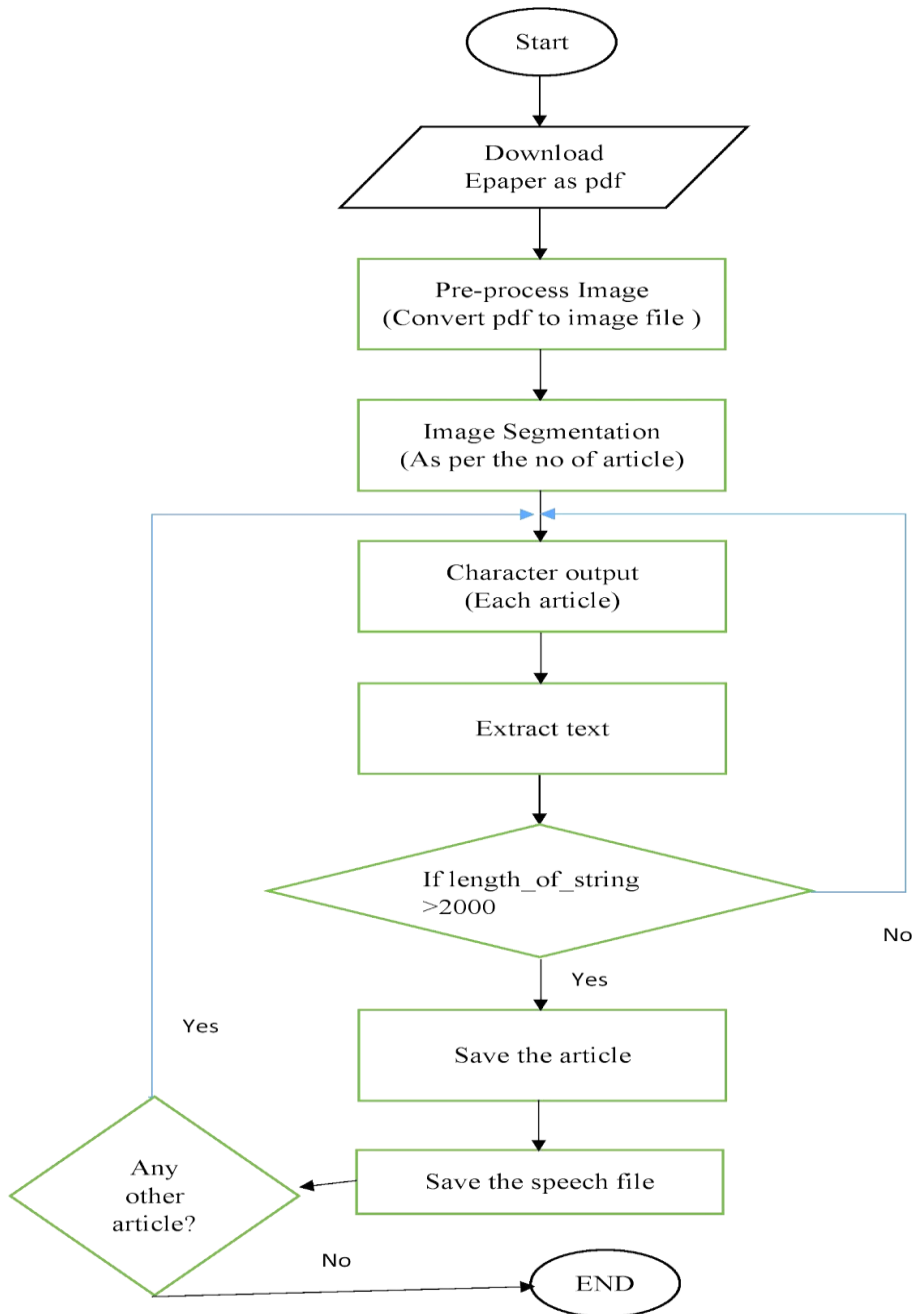 Start
Download
Epaper as pdf
Pre-process Image
(Convert pdf to image file )
Image Segmentation
(As per the no of article)
Character output
(Each article)
Extract text
If length_of_string
>2000
No
Yes
Save the article
Yes
Save the speech file
Any
other
article?
No
END